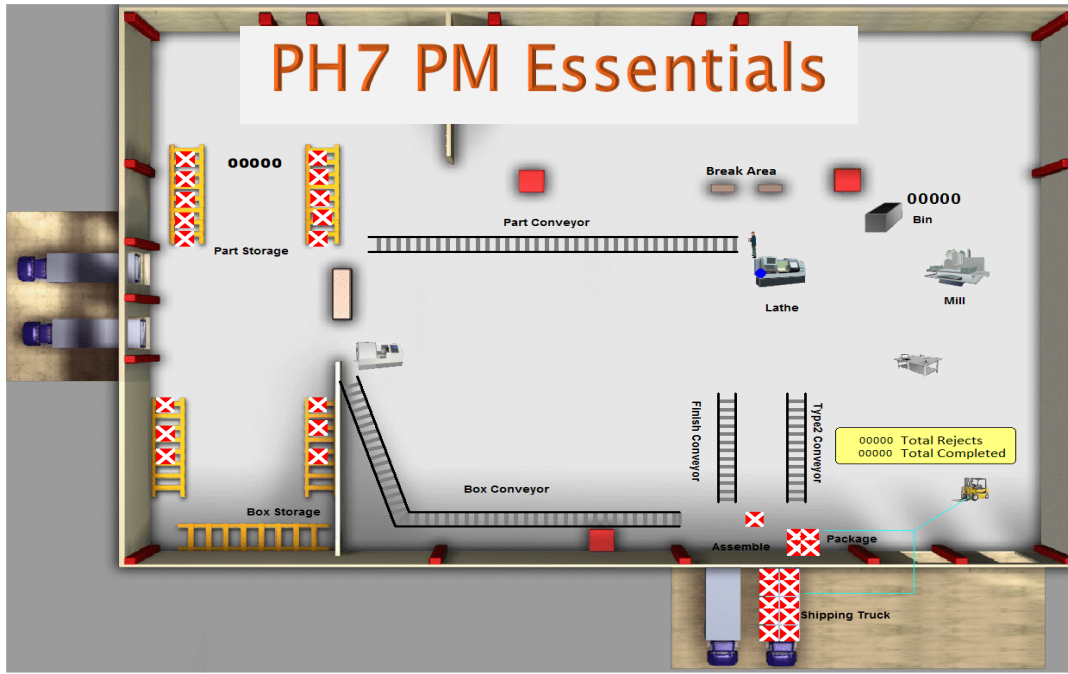 PH7 PM Essentials
00000
Part Storage
Part Conveyor
Break Area
00000
Bin
Lathe
Mill
Finish Conveyor
Type2 Conveyor
00000 Total Rejects
00000 Total Completed
Box Conveyor
Box Storage
Assemble
Package
Shipping Truck